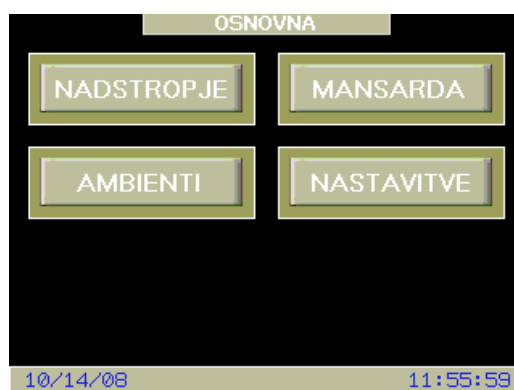 OSNOVNA
NADSTROPJE MANSARDA
AMBIENTI NASTAVITVE
10/14/08 11:55:59